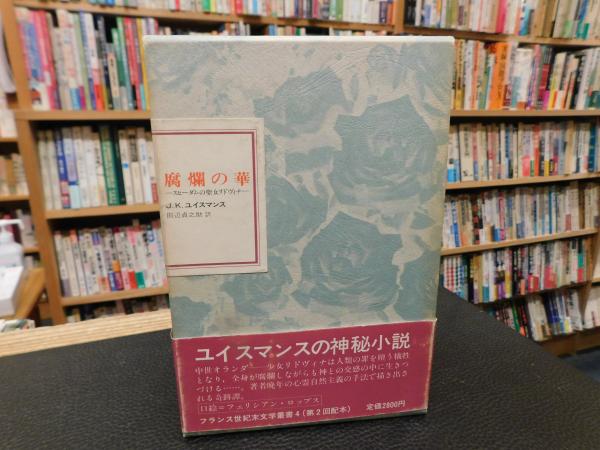 腐爛の華
―スヒーダムの聖女リドヴィナ―
J.K.ユイスマンス
田辺貞之助 訳
ユイスマンスの神秘小説
中世オランダ――少女リドヴィナは人類の罪を贖う犠牲
となり、全身が腐爛しながらも神との交感の中に生きつ
づける……。著者晩年の心霊自然主義の手法で描き出さ
れる奇蹟譚。
口絵=フェリシアン・ロップス
フランス世紀末文学叢書4(第2回配本)
定価2800円